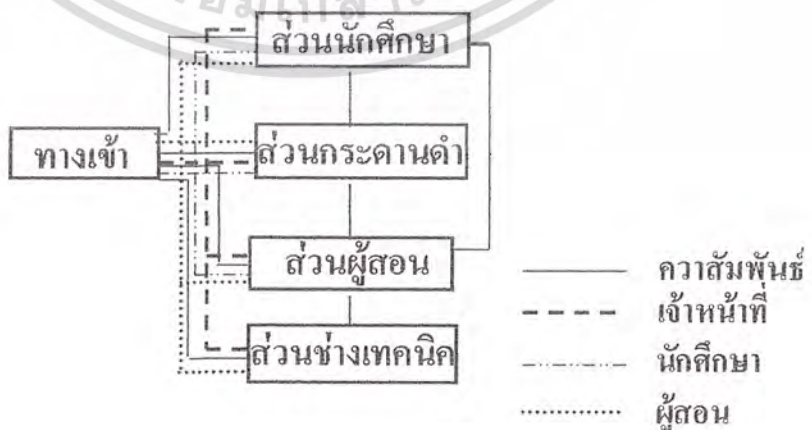 ส่วนนักศึกษา
ทางเข้า
ส่วนกระดานดำ
ส่วนผู้สอน
ส่วนช่างเทคนิค
ควาสัมพันธ์
เจ้าหน้าที่
นักศึกษา
ผู้สอน